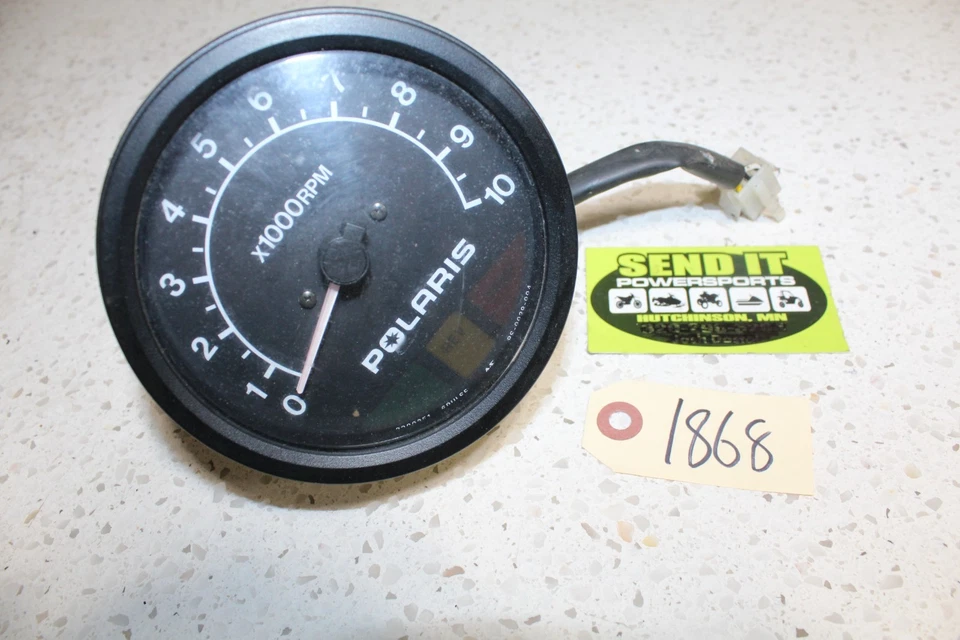 0
1
2
3
4
5
6
7
8
9
10
X1000RPM
POLARIS
SEND IT
POWERSPORTS
HUTCHINSON, MN
1868